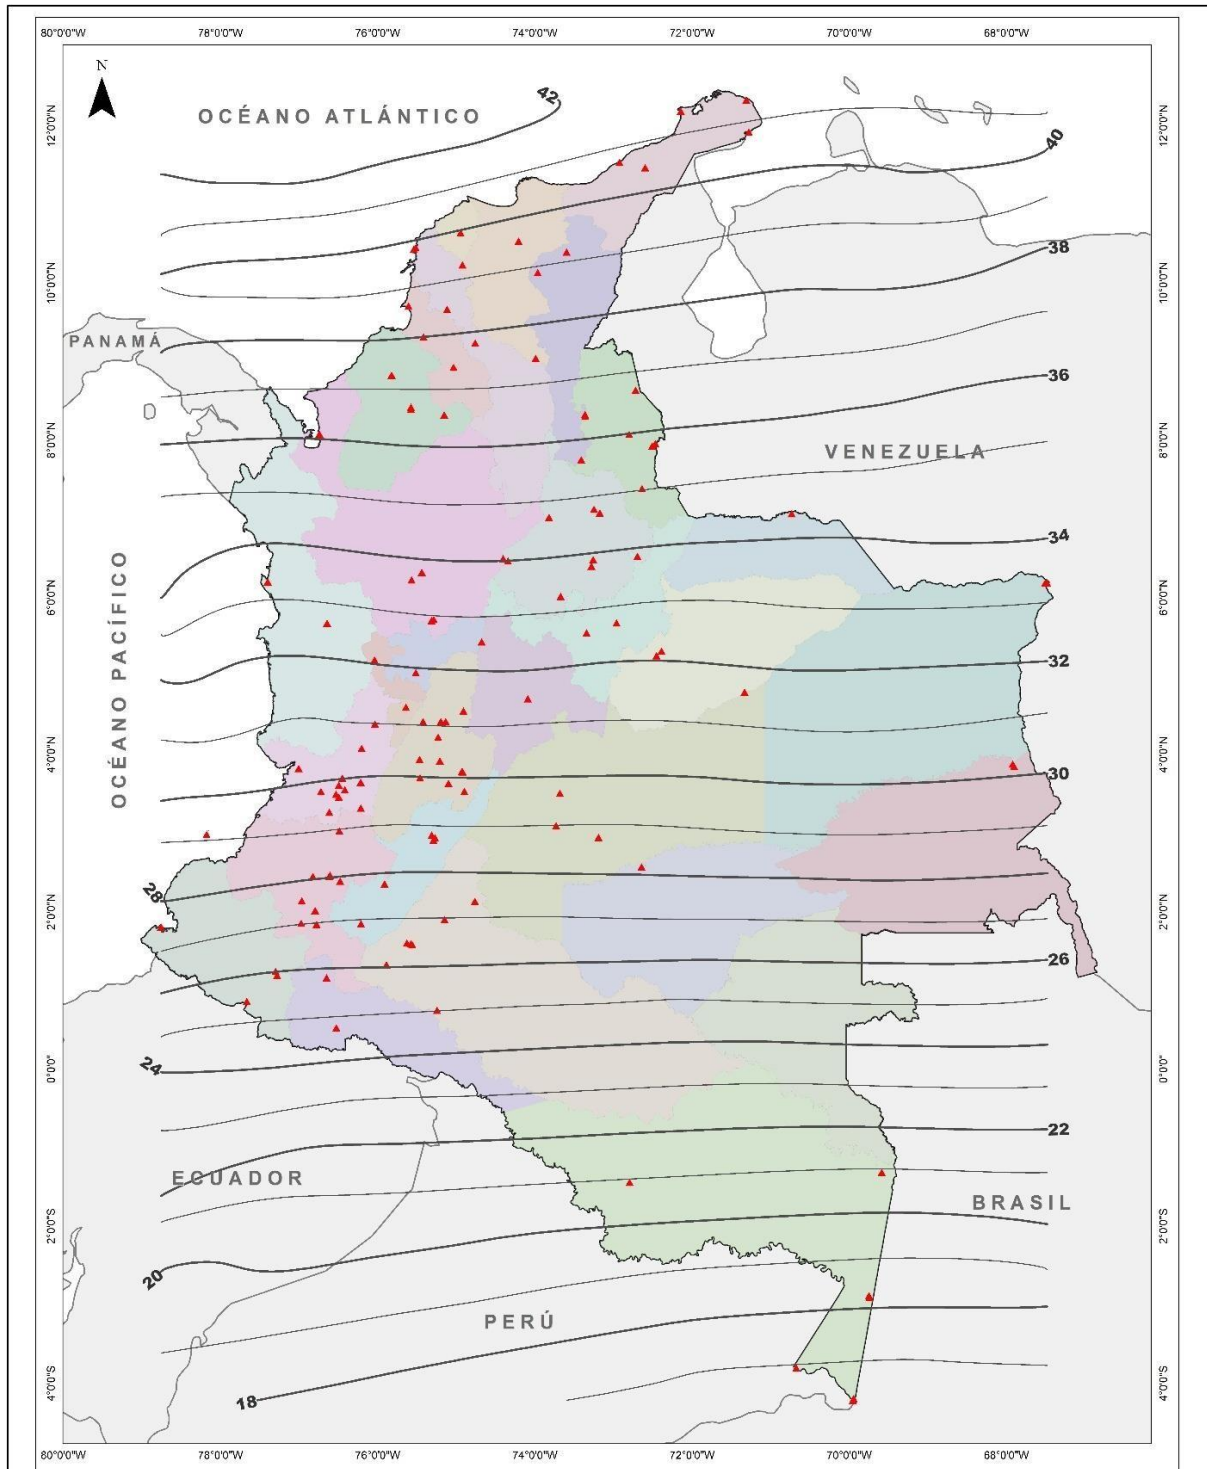 80°0'0"W 78°0'0"W 76°0'0"W 74°0'0"W 72°0'0"W 70°0'0"W 68°0'0"W
N
42
OCÉANO ATLÁNTICO
12°0'0"N
12°0'0"N
40
38
10°0'0"N
10°0'0"N
PANAMÁ
36
8°0'0"N
8°0'0"N
VENEZUELA
34
6°0'0"N
6°0'0"N
OCÉANO PACÍFICO
32
4°0'0"N
4°0'0"N
30
28
2°0'0"N
2°0'0"N
26
24
0°0'0"
0°0'0"
22
ECUADOR
BRASIL
2°0'0"S
2°0'0"S
20
PERÚ
18
4°0'0"S
4°0'0"S
80°0'0"W 78°0'0"W 76°0'0"W 74°0'0"W 72°0'0"W 70°0'0"W 68°0'0"W